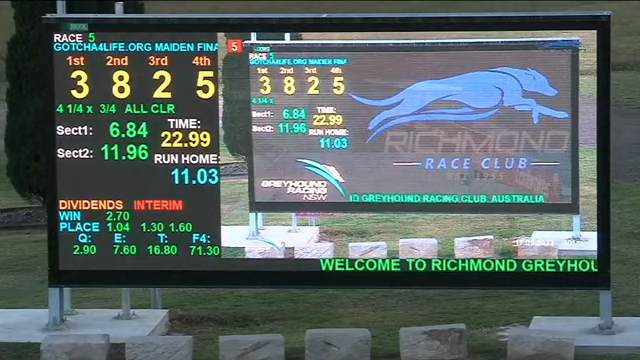 RACE 5
GOTCHA4LIFE.ORG MAIDEN FINA
1st 2nd 3rd 4th
3 8 2 5
4 1/4 x 3/4 ALL CLR
Sect1: 6.84 TIME:
22.99
Sect2: 11.96 RUN HOME:
11.03
DIVIDENDS INTERIM
WIN 2.70
PLACE 1.04 1.30 1.60
Q: E: T: F4:
2.90 7.60 16.80 71.30
5
RACE 5
GOTCHA4LIFE.ORG MAIDEN FINA
1st 2nd 3rd 4th
3 8 2 5
4 1/4 x
Sect1: 6.84 TIME:
22.99
Sect2: 11.96 RUN HOME:
11.03
GREYHOUND
RACING
NSW
RICHMOND
RACE CLUB
ID GREYHOUND RACING CLUB, AUSTRALIA
WELCOME TO RICHMOND GREYHOU